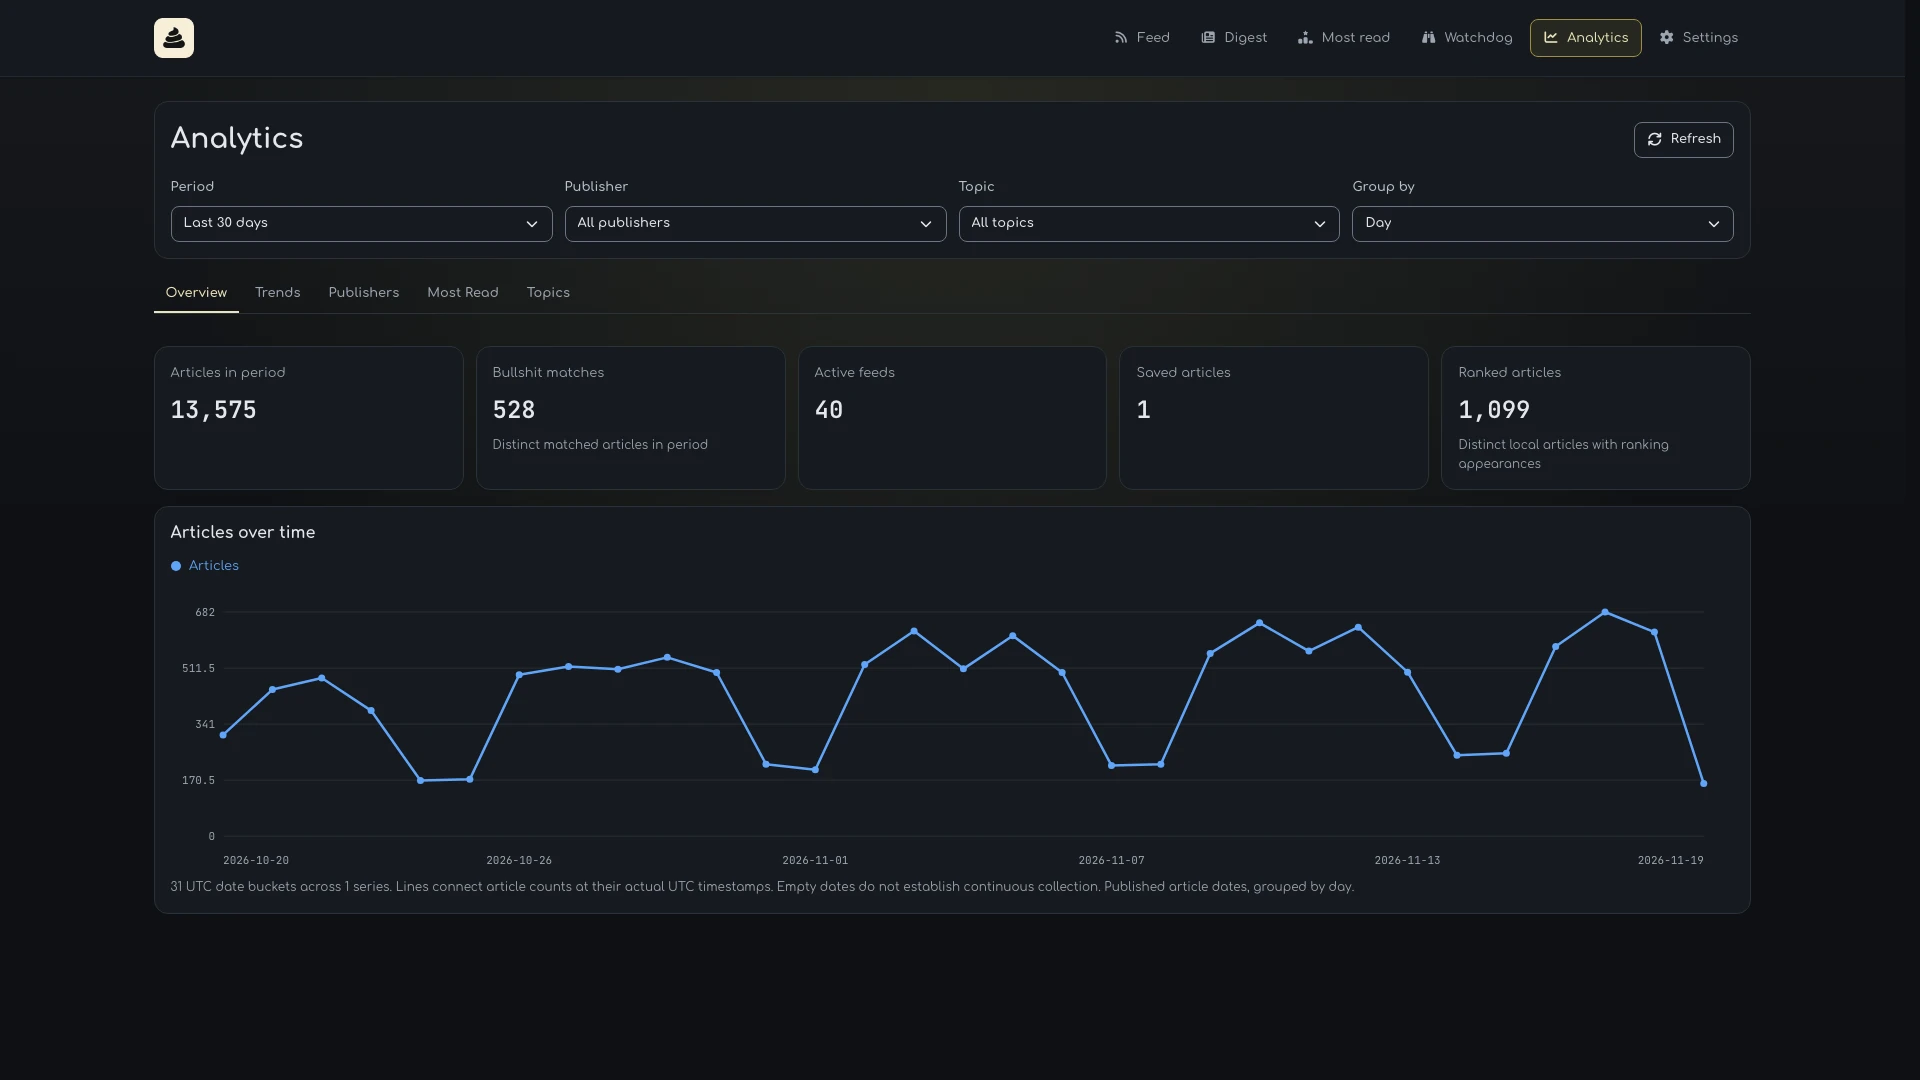 Feed Digest Most read Watchdog Analytics Settings
Analytics
Refresh
Period Publisher Topic Group by
Last 30 days All publishers All topics Day
Overview Trends Publishers Most Read Topics
Articles in period
13,575
Bullshit matches
528
Distinct matched articles in period
Active feeds
40
Saved articles
1
Ranked articles
1,099
Distinct local articles with ranking
appearances
Articles over time
Articles
682
511.5
341
170.5
0
2026-10-20 2026-10-26 2026-11-01 2026-11-07 2026-11-13 2026-11-19
31 UTC date buckets across 1 series. Lines connect article counts at their actual UTC timestamps. Empty dates do not establish continuous collection. Published article dates, grouped by day.